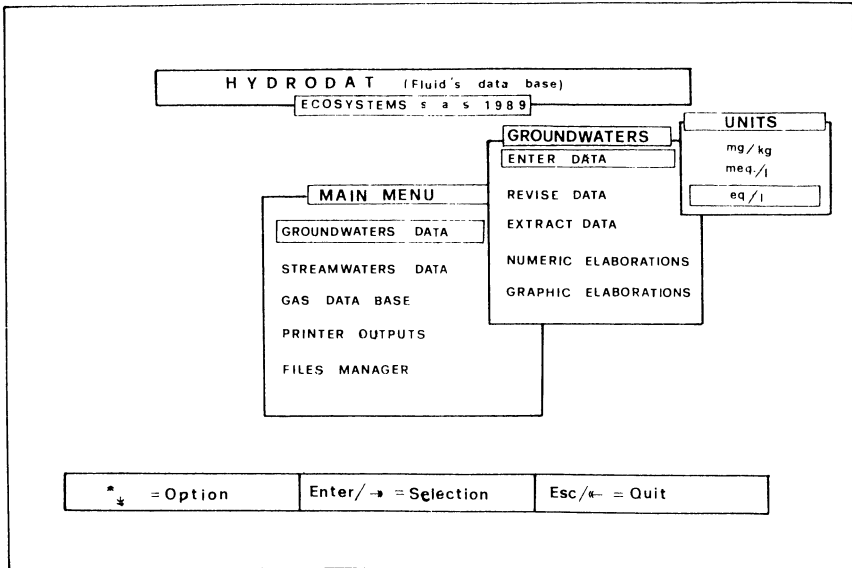 HYDRODAT (Fluid's data base)
ECOSYSTEMS s a s 1989
MAIN MENU
GROUNDWATERS DATA
STREAMWATERS DATA
GAS DATA BASE
PRINTER OUTPUTS
FILES MANAGER
GROUNDWATERS
ENTER DATA
REVISE DATA
EXTRACT DATA
NUMERIC ELABORATIONS
GRAPHIC ELABORATIONS
UNITS
mg/kg
meq./l
eq/l
= Option
Enter/→ = Selection
Esc/← = Quit